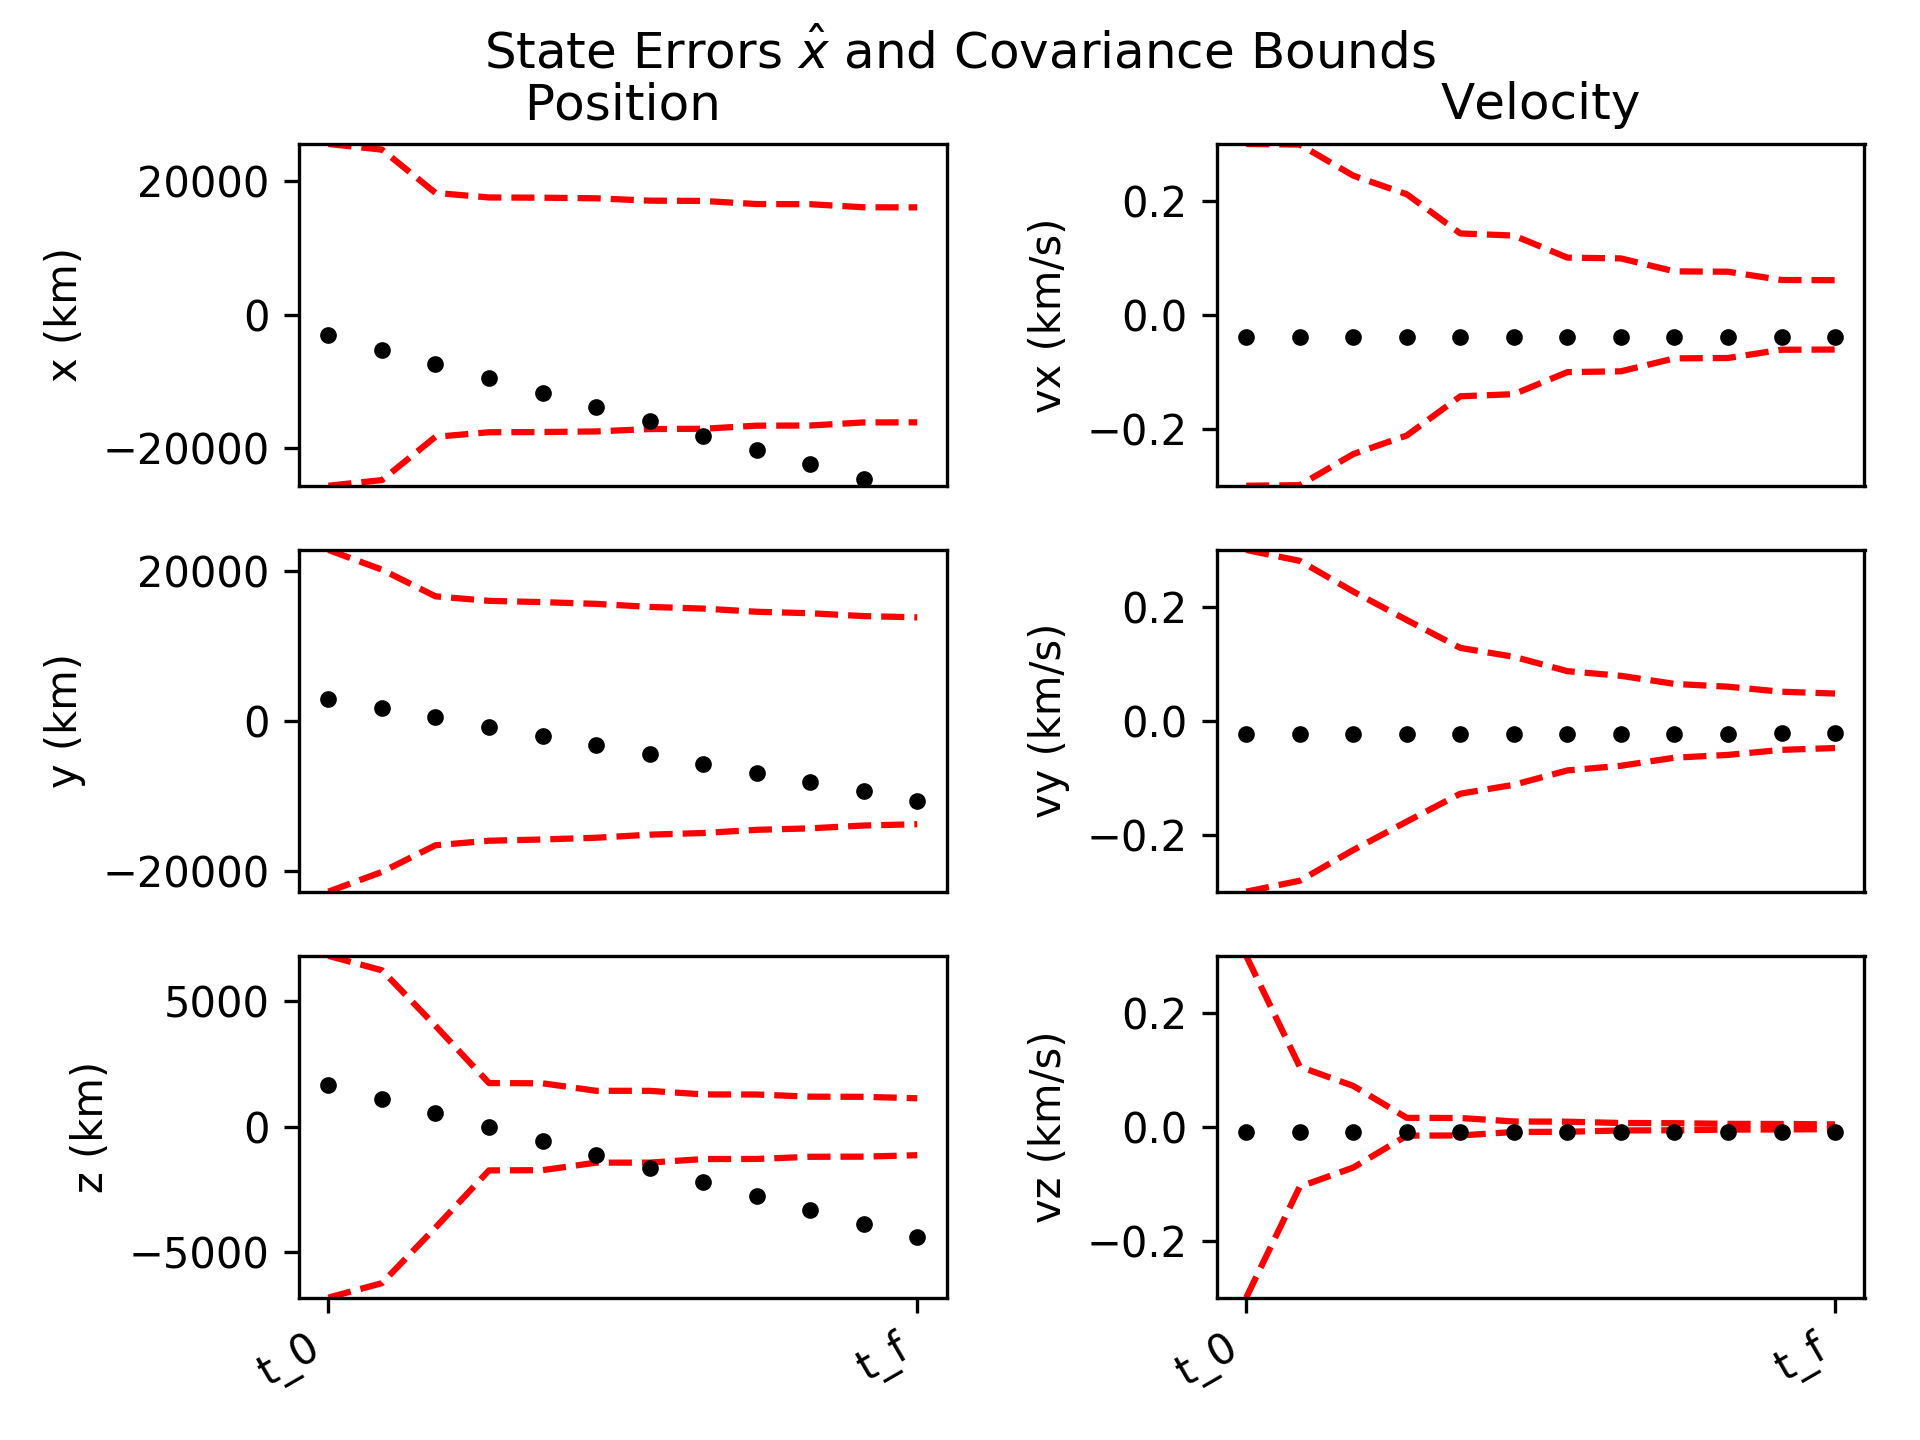 State Errors x̂ and Covariance Bounds
Position
Velocity
20000
0
−20000
x (km)
0.2
0.0
−0.2
vx (km/s)
20000
0
−20000
y (km)
0.2
0.0
−0.2
vy (km/s)
5000
0
−5000
z (km)
0.2
0.0
−0.2
vz (km/s)
t_0
t_f
t_0
t_f